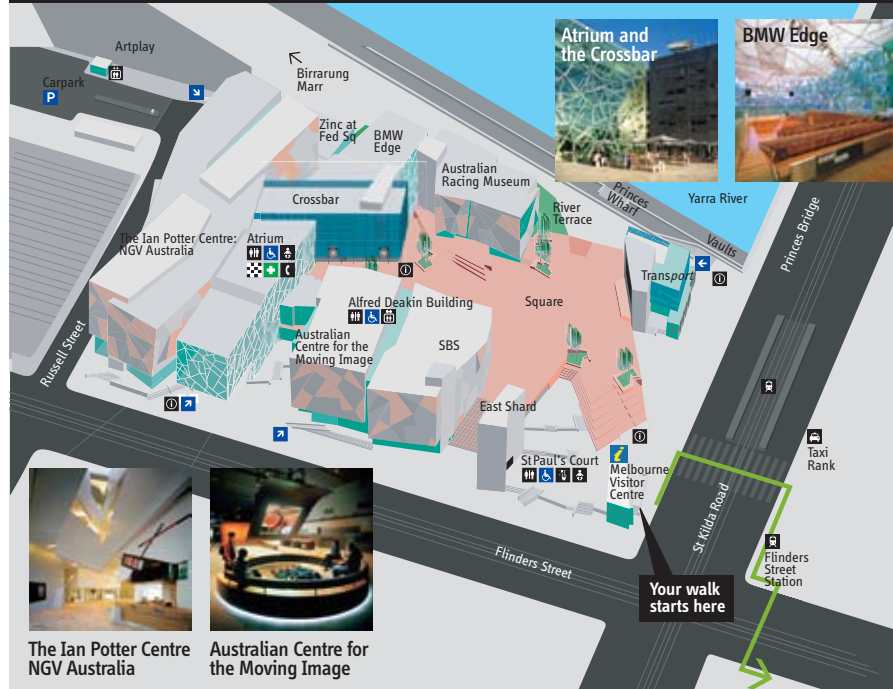 Atrium and
the Crossbar
BMW Edge
Artplay
Carpark
P
Birrarung
Marr
Zinc at
Fed Sq
BMW
Edge
Australian
Racing Museum
Crossbar
River
Terrace
Princes
Wharf
Vaults
Yarra River
Princes Bridge
The Ian Potter Centre:
NGV Australia
Atrium
Transport
Square
Alfred Deakin Building
Australian
Centre for the
Moving Image
SBS
Russell Street
East Shard
St Paul's Court
i
Melbourne
Visitor
Centre
Taxi
Rank
St Kilda Road
Flinders
Street
Station
Flinders Street
Your walk
starts here
The Ian Potter Centre
NGV Australia
Australian Centre for
the Moving Image